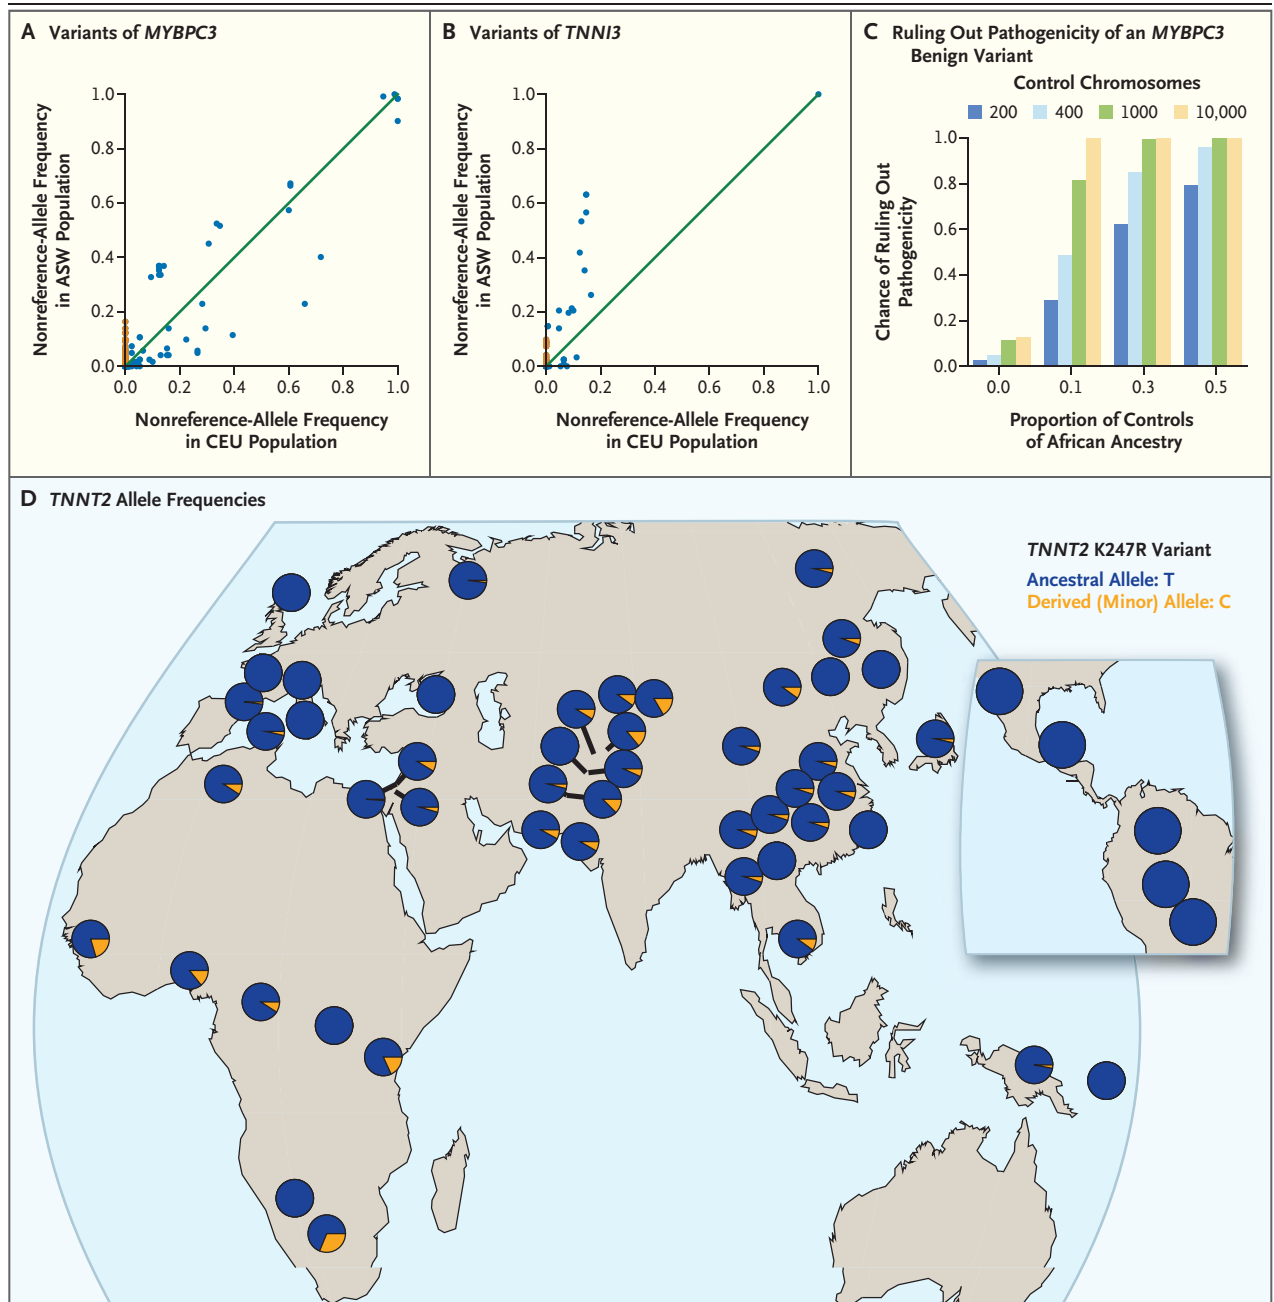 A Variants of MYBPC3
Nonreference-Allele Frequency
in ASW Population
1.0
0.8
0.6
0.4
0.2
0.0
0.0 0.2 0.4 0.6 0.8 1.0
Nonreference-Allele Frequency
in CEU Population
B Variants of TNNI3
Nonreference-Allele Frequency
in ASW Population
1.0
0.8
0.6
0.4
0.2
0.0
0.0 0.2 0.4 0.6 0.8 1.0
Nonreference-Allele Frequency
in CEU Population
C Ruling Out Pathogenicity of an MYBPC3
Benign Variant
Control Chromosomes
200 400 1000 10,000
Chance of Ruling Out
Pathogenicity
1.0
0.8
0.6
0.4
0.2
0.0
0.0 0.1 0.3 0.5
Proportion of Controls
of African Ancestry
D TNNT2 Allele Frequencies
TNNT2 K247R Variant
Ancestral Allele: T
Derived (Minor) Allele: C